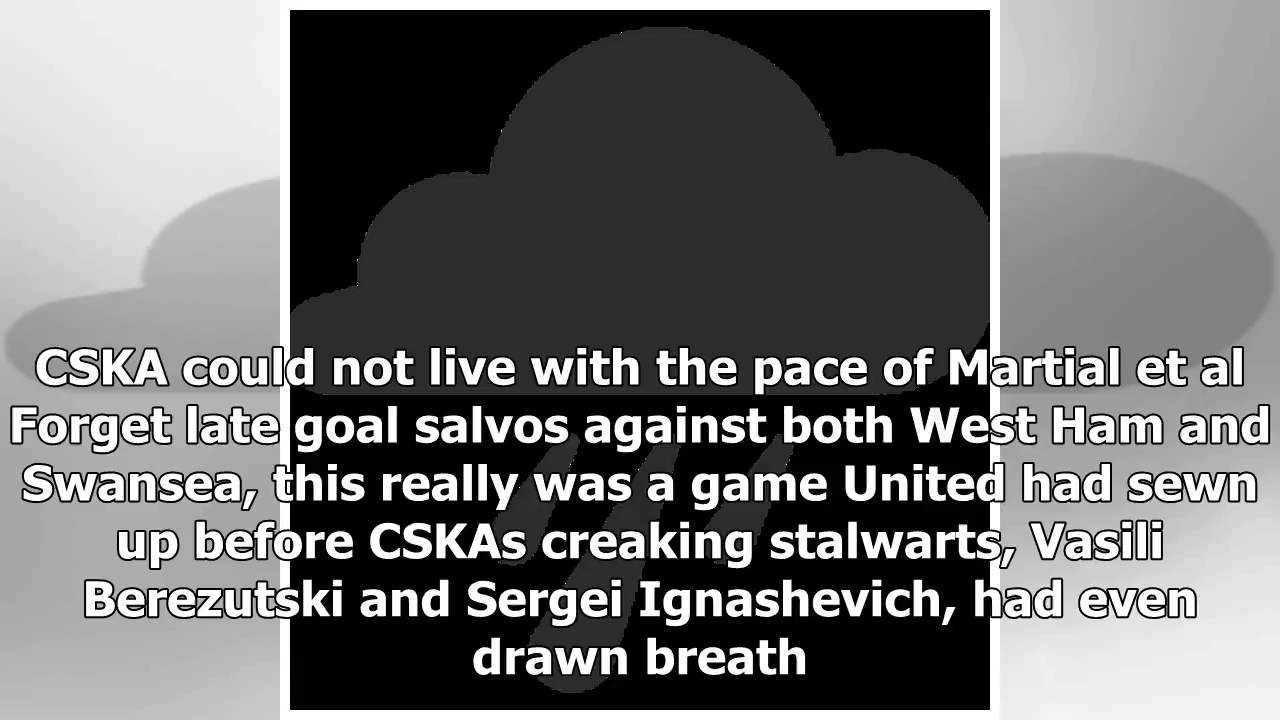 CSKA could not live with the pace of Martial et al
Forget late goal salvos against both West Ham and
Swansea, this really was a game United had sewn
up before CSKAs creaking stalwarts, Vasili
Berezutski and Sergei Ignashevich, had even
drawn breath